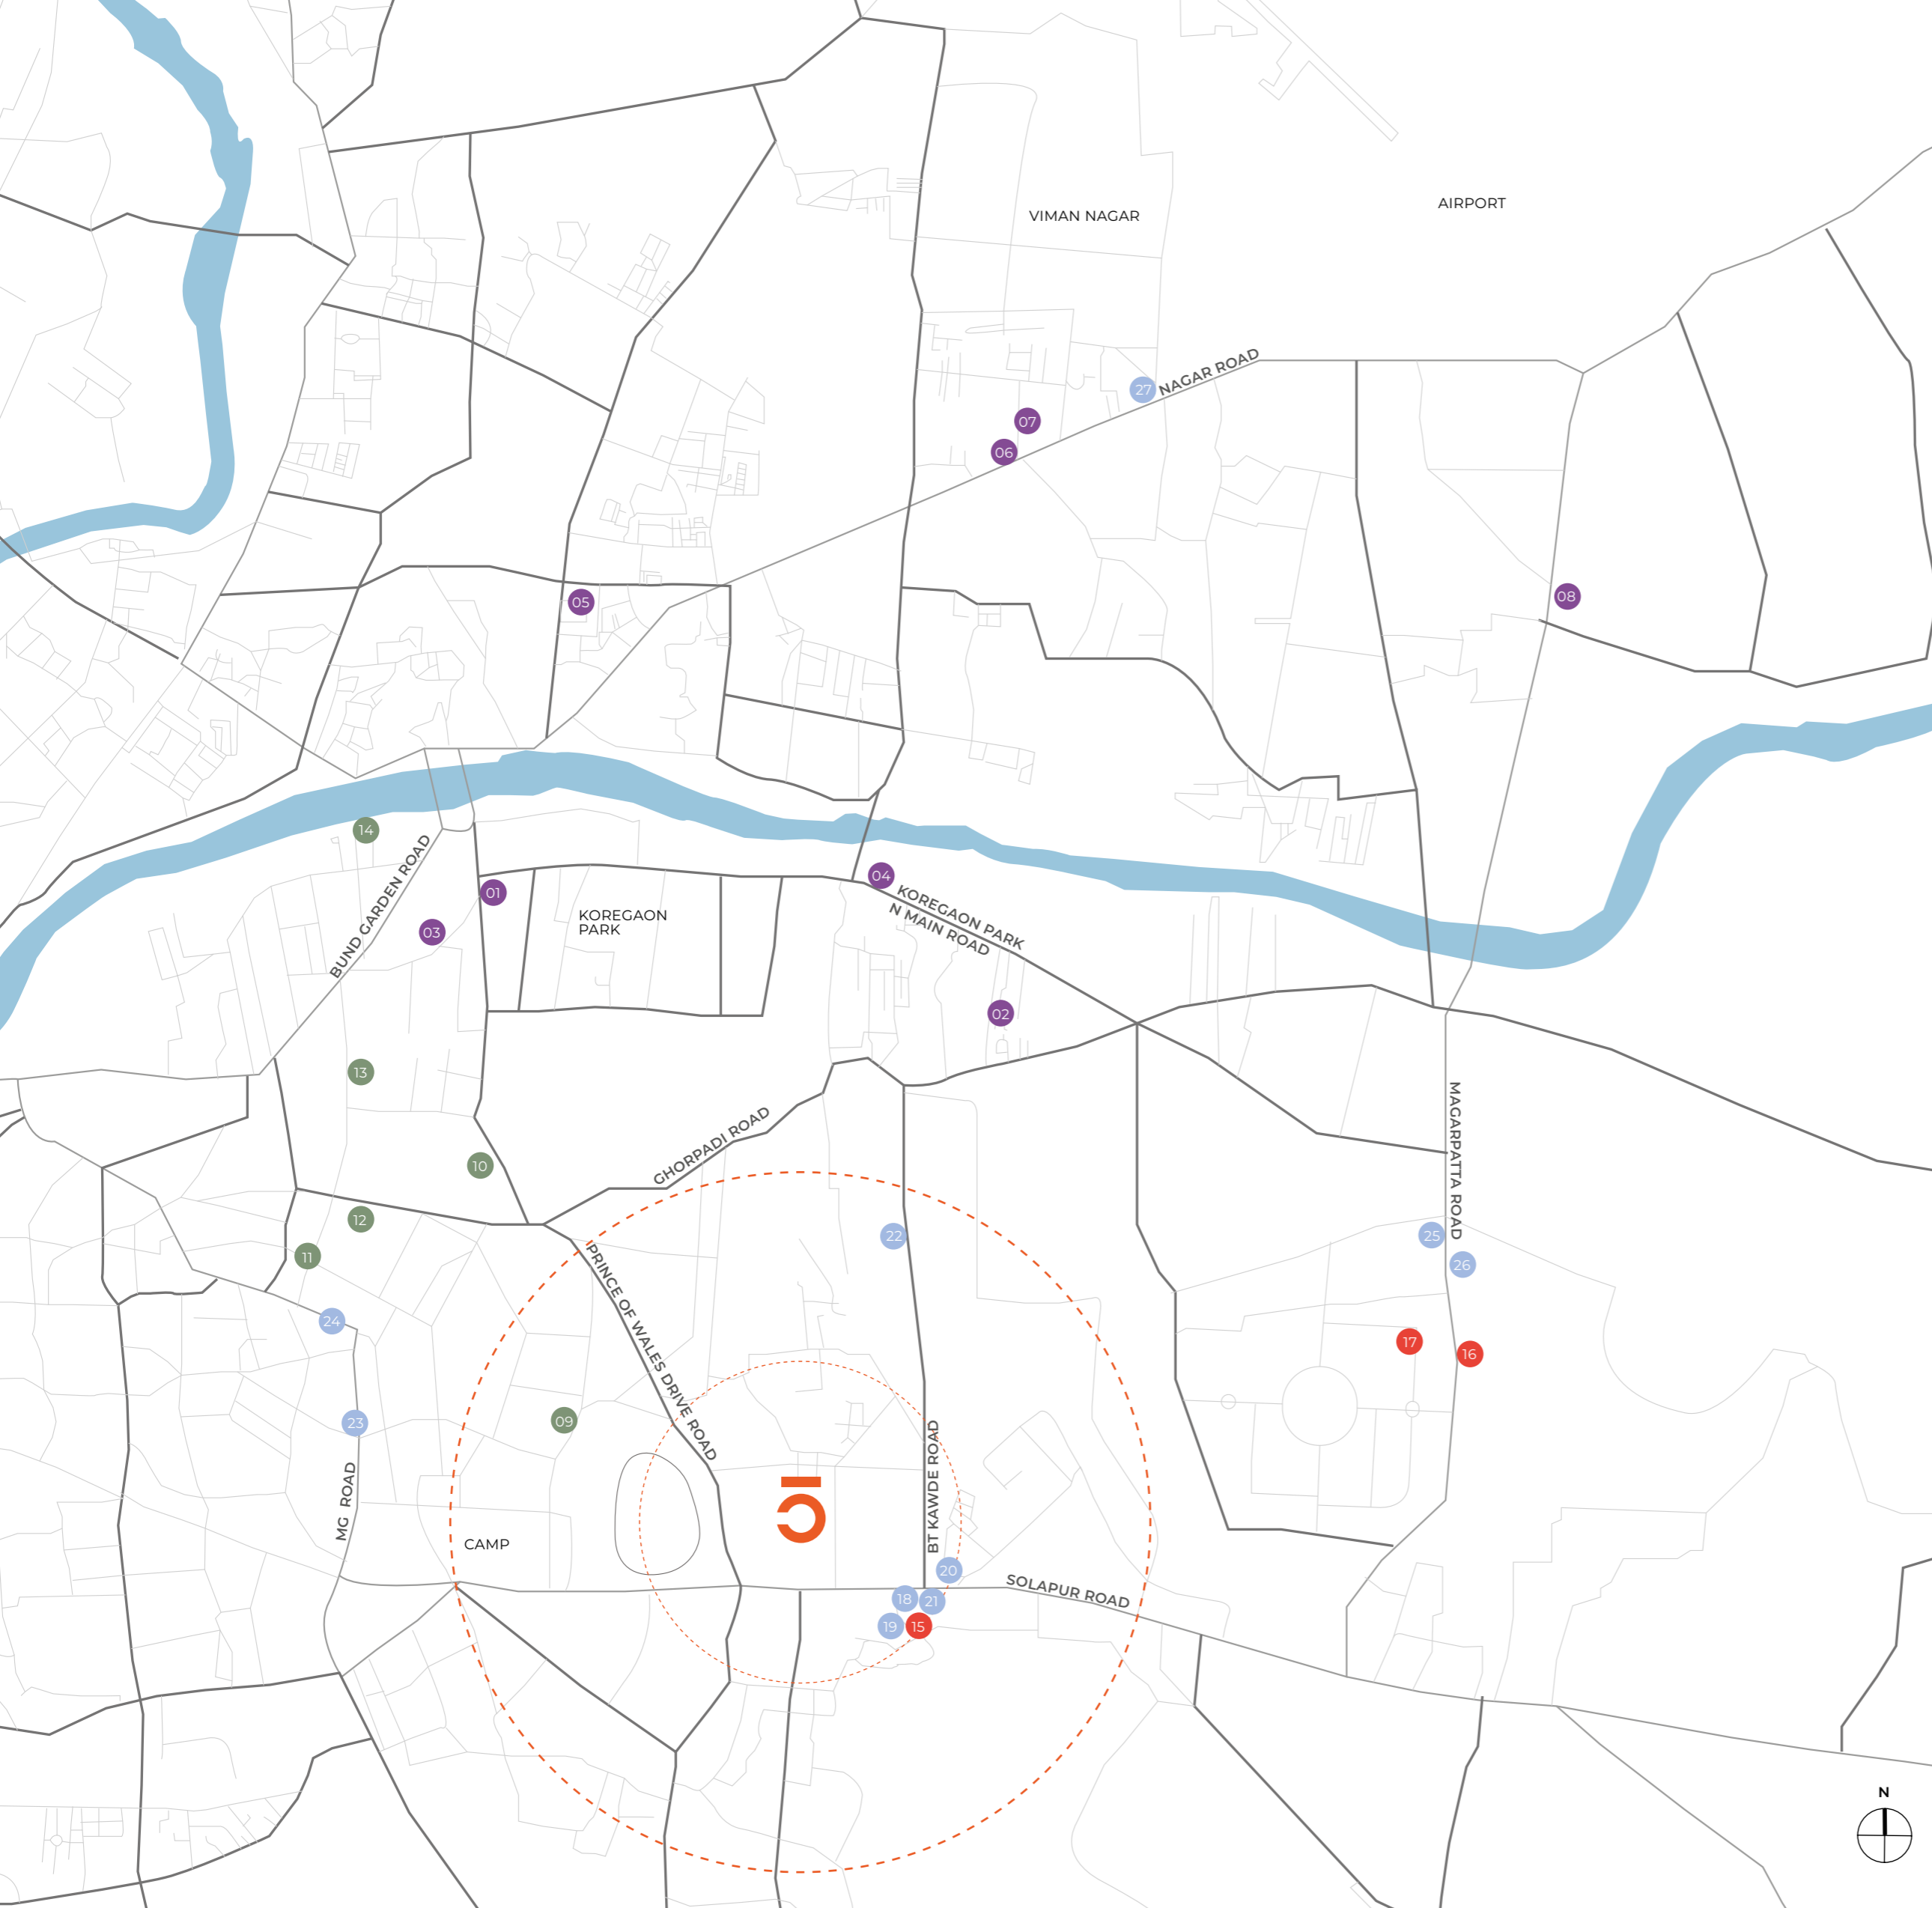 AIRPORT
VIMAN NAGAR
NAGAR ROAD
27
07
06
08
05
14
BUND GARDEN ROAD
01
04
KOREGAON PARK
N MAIN ROAD
KOREGAON
PARK
03
02
13
MAGARPATTA ROAD
GHORPADI ROAD
10
12
22
25
11
26
PRINCE OF WALES DRIVE ROAD
24
17
16
09
23
BT KAWDE ROAD
MG ROAD
CAMP
20
SOLAPUR ROAD
18
21
19
15
N